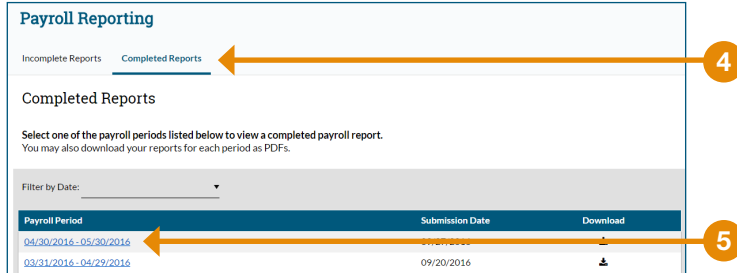 Payroll Reporting
Incomplete Reports Completed Reports
4
Completed Reports
Select one of the payroll periods listed below to view a completed payroll report.
You may also download your reports for each period as PDFs.
Filter by Date:
Payroll Period Submission Date Download
04/30/2016 - 05/30/2016
5
03/31/2016 - 04/29/2016 09/20/2016